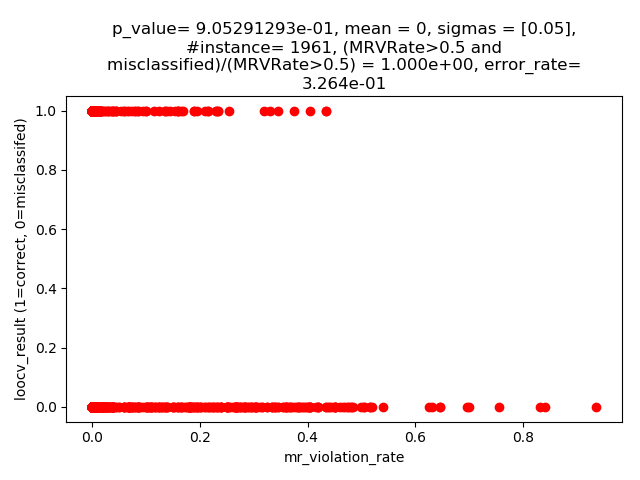 p_value= 9.05291293e-01, mean = 0, sigmas = [0.05],
#instance= 1961, (MRVRate>0.5 and
misclassified)/(MRVRate>0.5) = 1.000e+00, error_rate=
3.264e-01
1.0
0.8
0.6
0.4
0.2
0.0
loocv_result (1=correct, 0=misclassifed)
0.0
0.2
0.4
0.6
0.8
mr_violation_rate